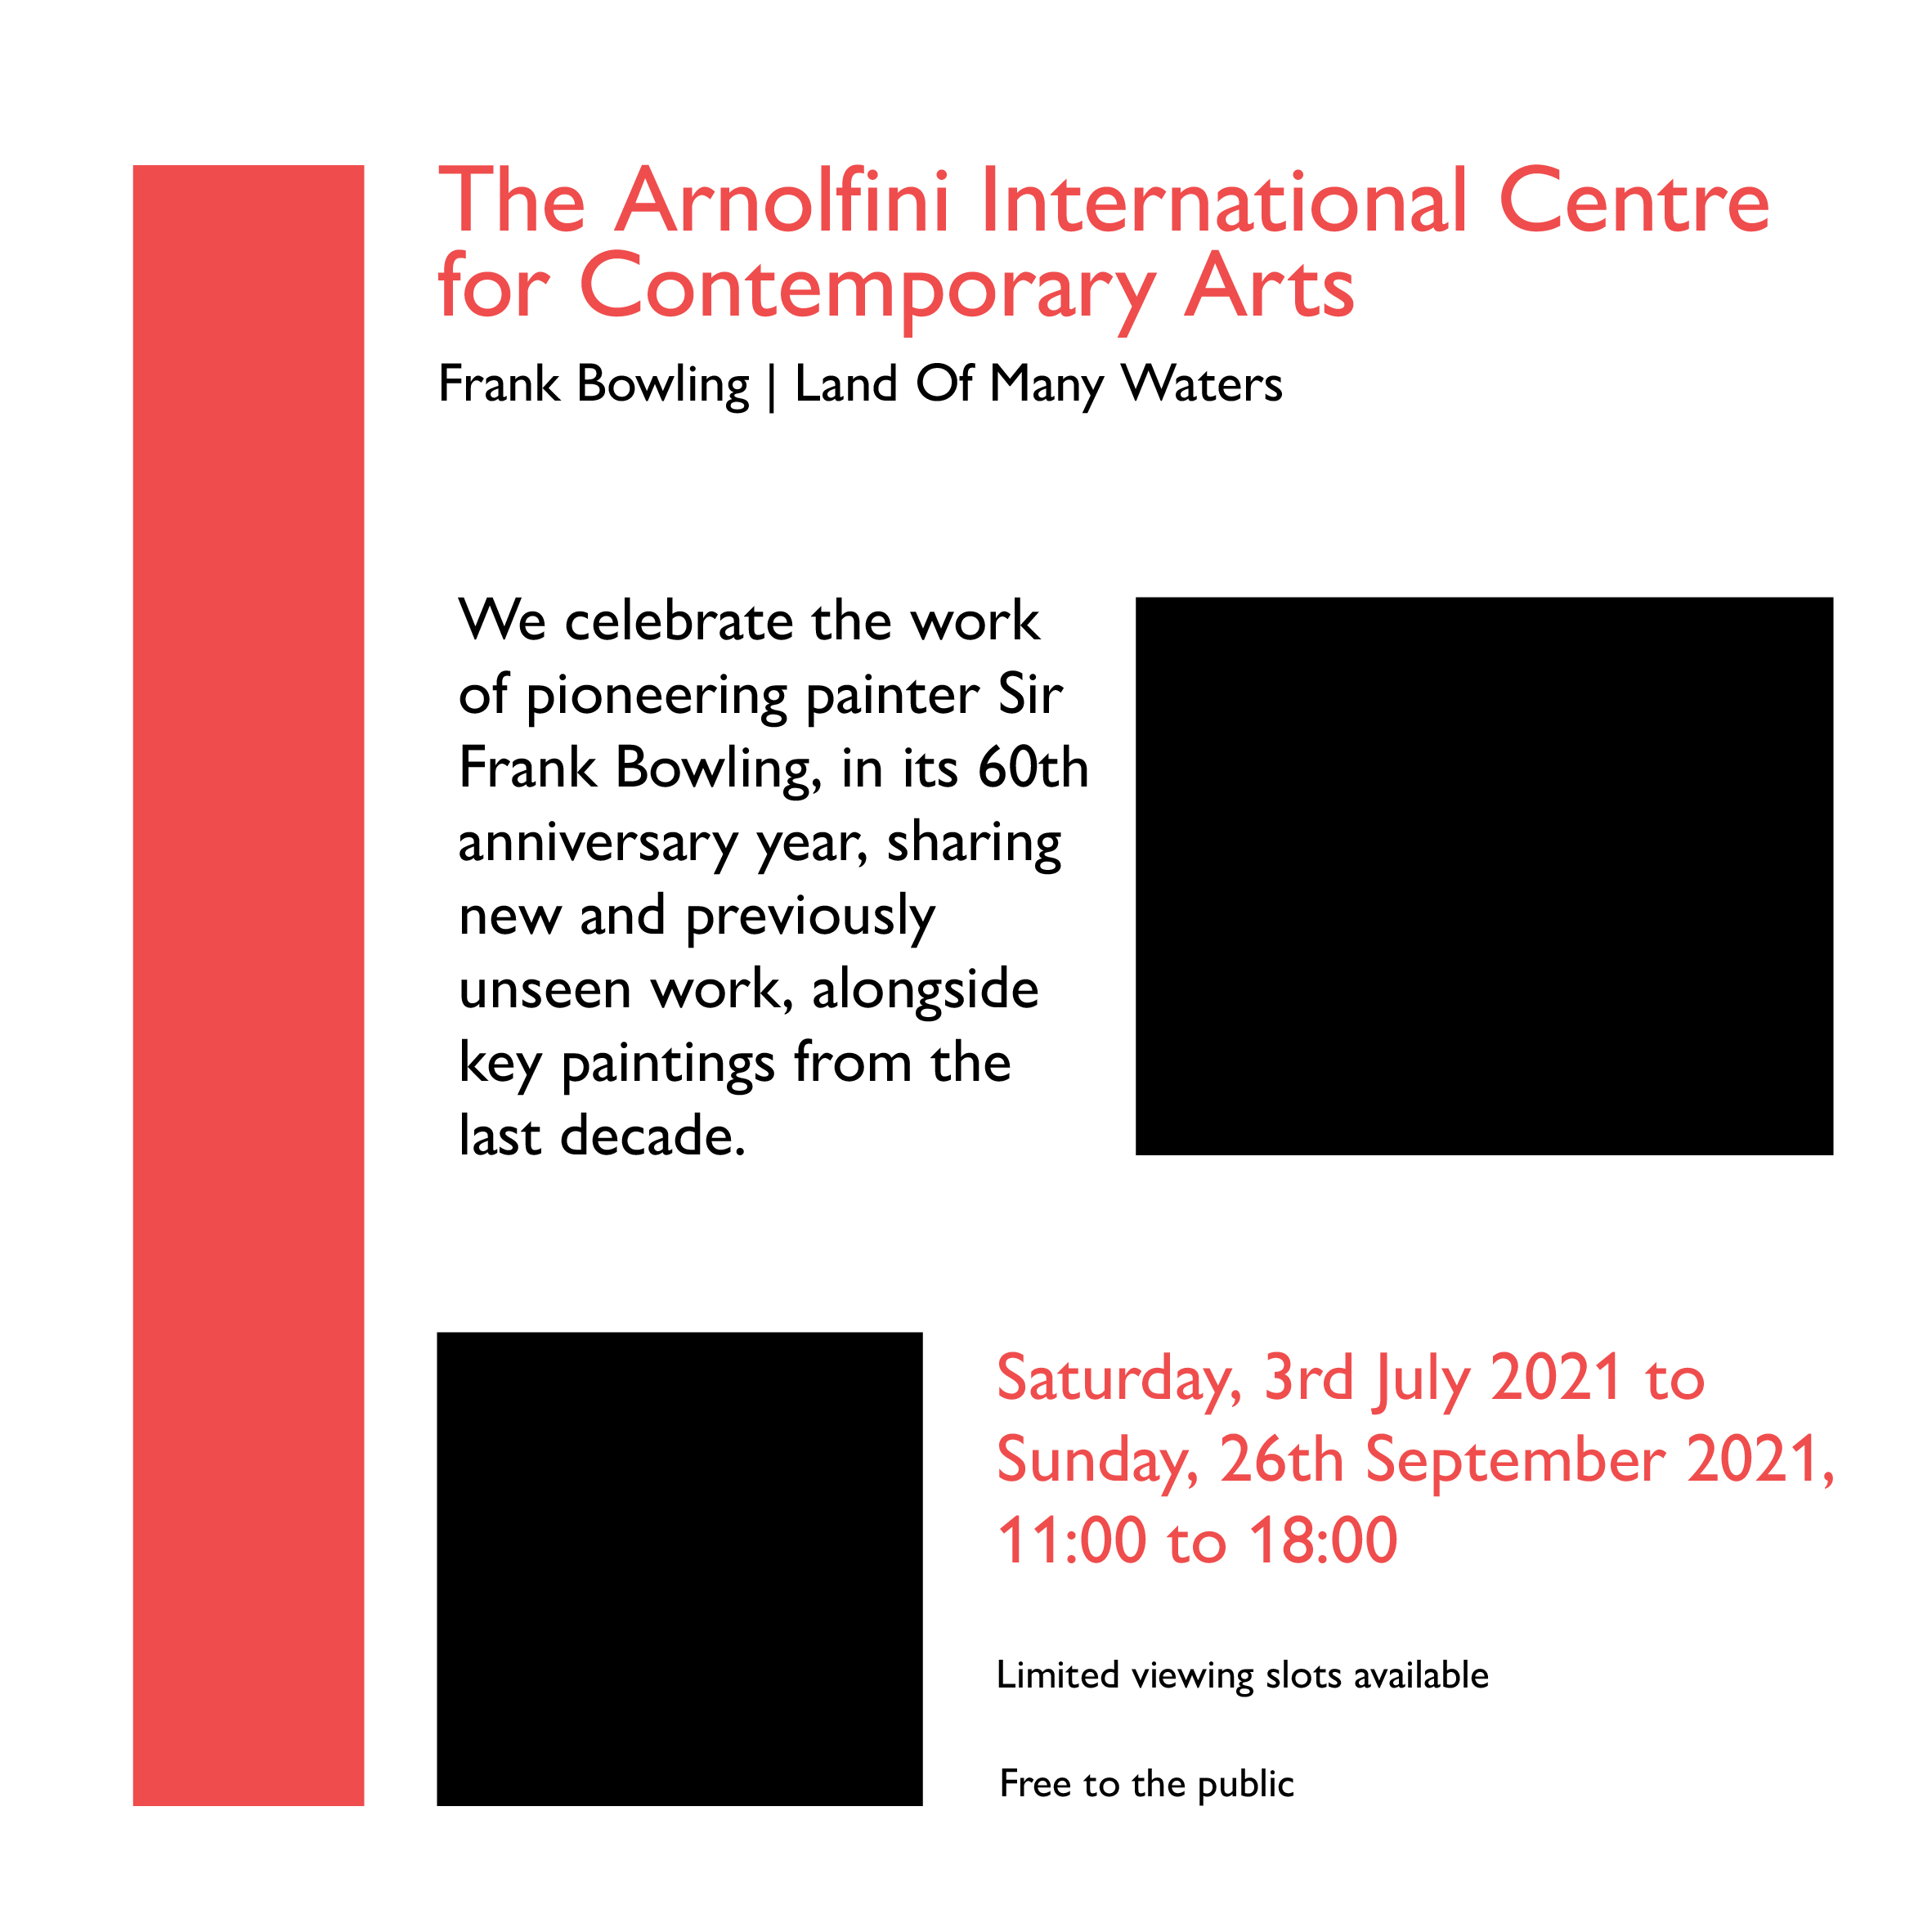 The Arnolfini International Centre
for Contemporary Arts
Frank Bowling | Land Of Many Waters
We celebrate the work
of pioneering painter Sir
Frank Bowling, in its 60th
anniversary year, sharing
new and previously
unseen work, alongside
key paintings from the
last decade.
Saturday, 3rd July 2021 to
Sunday, 26th September 2021,
11:00 to 18:00
Limited viewing slots available
Free to the public